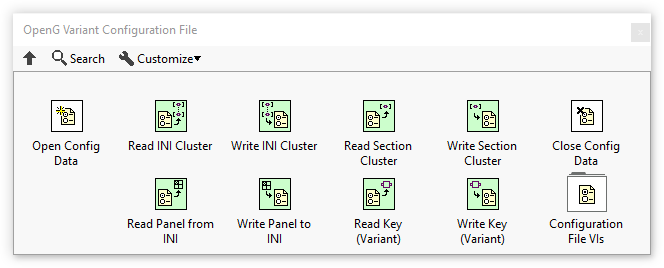 OpenG Variant Configuration File
x
Search
Customize▾
Open Config
Data
Read INI Cluster
Write INI Cluster
Read Section
Cluster
Write Section
Cluster
Close Config
Data
Read Panel from
INI
Write Panel to
INI
Read Key
(Variant)
Write Key
(Variant)
Configuration
File VIs